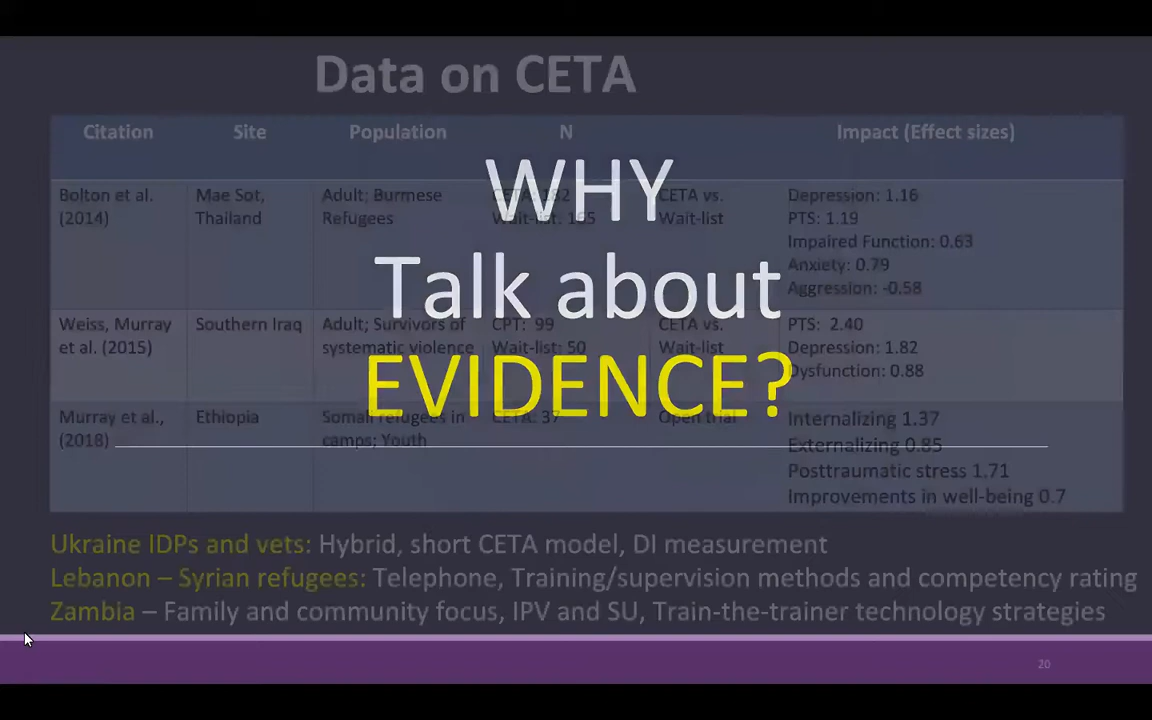 Data on CETA
Citation Site Population N Impact (Effect sizes)
WHY
Talk about
EVIDENCE?
Bolton et al. Mae Sot, Adult; Burmese CETA: 182 CETA vs. Depression: 1.16
(2014) Thailand Refugees Wait-list: 165 Wait-list PTS: 1.19
Impaired Function: 0.63
Anxiety: 0.79
Aggression: -0.58
Weiss, Murray Southern Iraq Adult; Survivors of CPT: 99 CETA vs. PTS: 2.40
et al. (2015) systematic violence Wait-list: 50 Wait-list Depression: 1.82
Dysfunction: 0.88
Murray et al., Ethiopia Somali refugees in CETA: 37 Open trial Internalizing 1.37
(2018) camps; Youth Externalizing 0.85
Posttraumatic stress 1.71
Improvements in well-being 0.7
Ukraine IDPs and vets: Hybrid, short CETA model, DI measurement
Lebanon – Syrian refugees: Telephone, Training/supervision methods and competency rating
Zambia – Family and community focus, IPV and SU, Train-the-trainer technology strategies
20